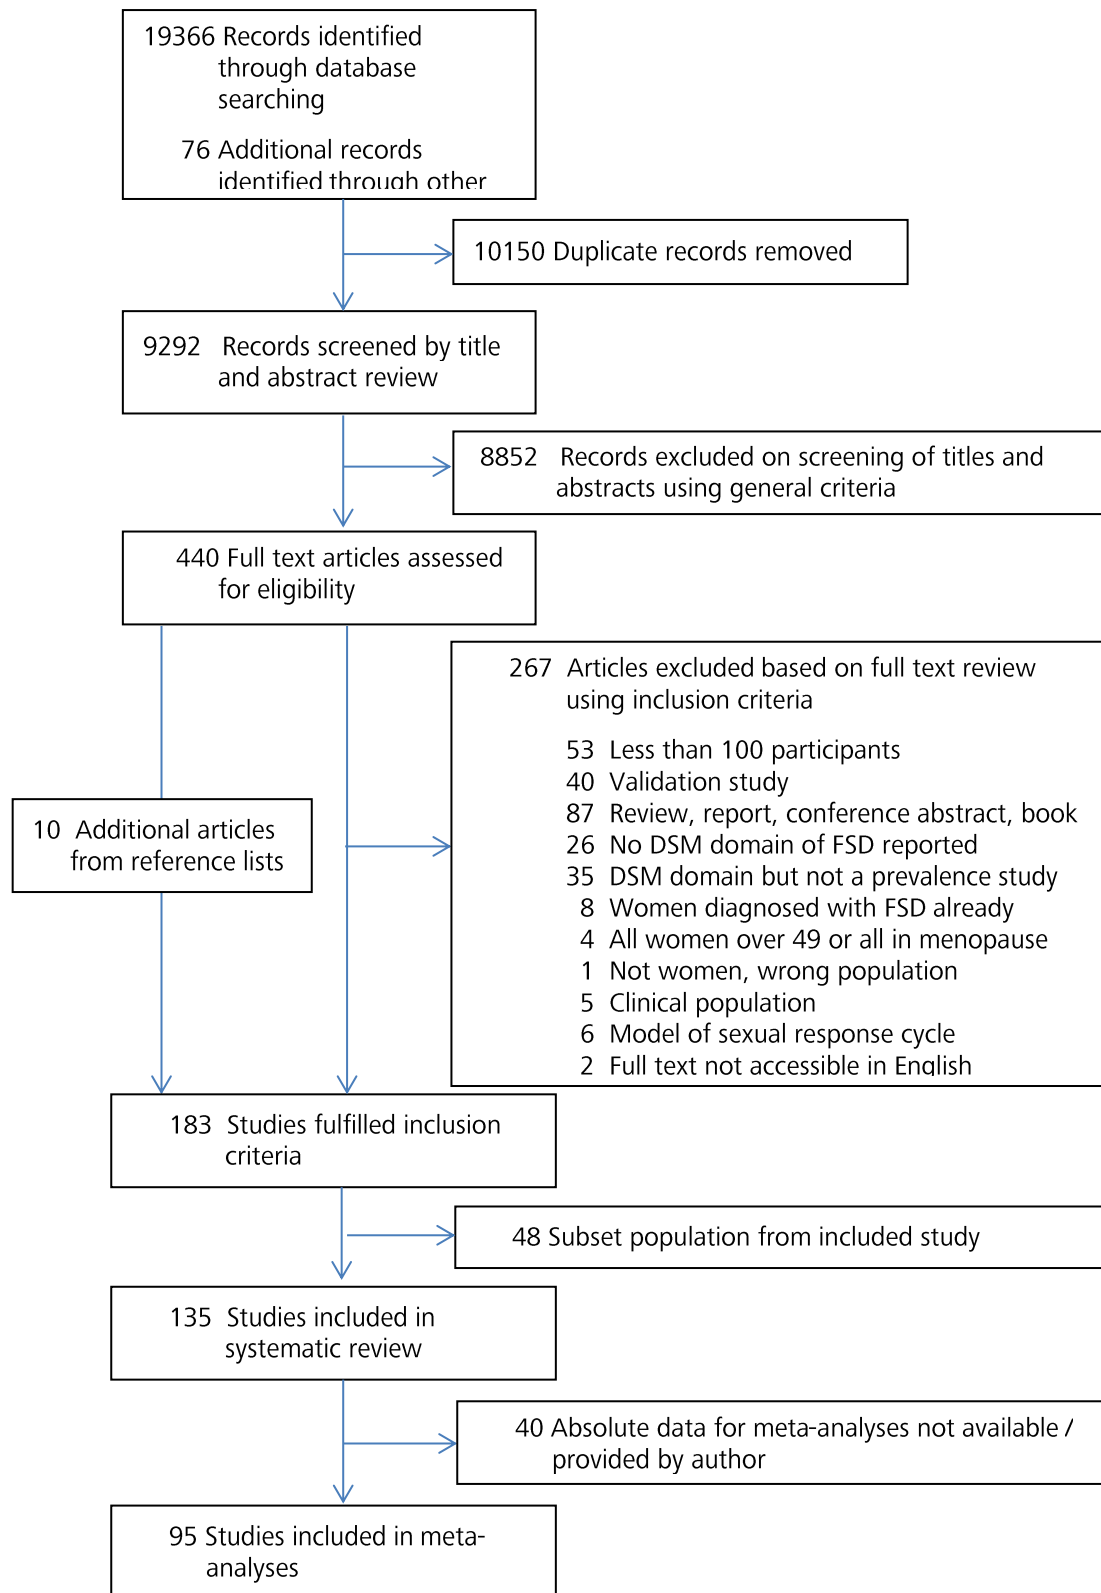 19366 Records identified
through database
searching
76 Additional records
identified through other
10150 Duplicate records removed
9292 Records screened by title
and abstract review
8852 Records excluded on screening of titles and
abstracts using general criteria
440 Full text articles assessed
for eligibility
267 Articles excluded based on full text review
using inclusion criteria
53 Less than 100 participants
40 Validation study
87 Review, report, conference abstract, book
26 No DSM domain of FSD reported
35 DSM domain but not a prevalence study
8 Women diagnosed with FSD already
4 All women over 49 or all in menopause
1 Not women, wrong population
5 Clinical population
6 Model of sexual response cycle
2 Full text not accessible in English
10 Additional articles
from reference lists
183 Studies fulfilled inclusion
criteria
48 Subset population from included study
135 Studies included in
systematic review
40 Absolute data for meta-analyses not available /
provided by author
95 Studies included in meta-
analyses